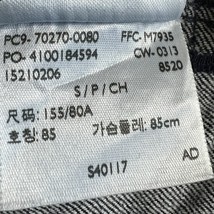 PC9- 70270-0080 FFC- M7935
PO- 4100184594 CW-0313
15210206 8520
S / P / CH
尺码: 155/80A
호칭: 85 가슴둘레: 85cm
AD
S40117